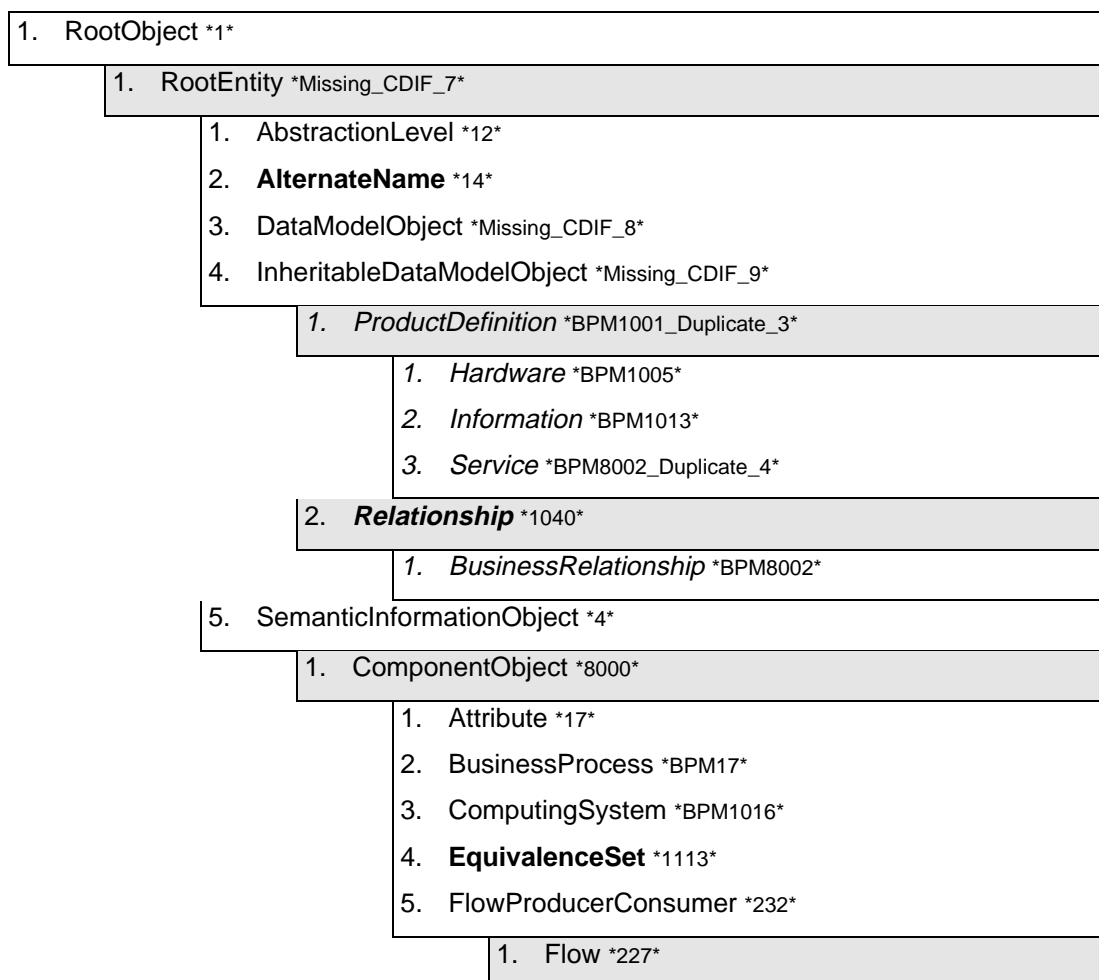 1. RootObject *1*
1. RootEntity *Missing_CDIF_7*
1. AbstractionLevel *12*
2. AlternateName *14*
3. DataModelObject *Missing_CDIF_8*
4. InheritableDataModelObject *Missing_CDIF_9*
1. ProductDefinition *BPM1001_Duplicate_3*
1. Hardware *BPM1005*
2. Information *BPM1013*
3. Service *BPM8002_Duplicate_4*
2. Relationship *1040*
1. BusinessRelationship *BPM8002*
5. SemanticInformationObject *4*
1. ComponentObject *8000*
1. Attribute *17*
2. BusinessProcess *BPM17*
3. ComputingSystem *BPM1016*
4. EquivalenceSet *1113*
5. FlowProducerConsumer *232*
1. Flow *227*